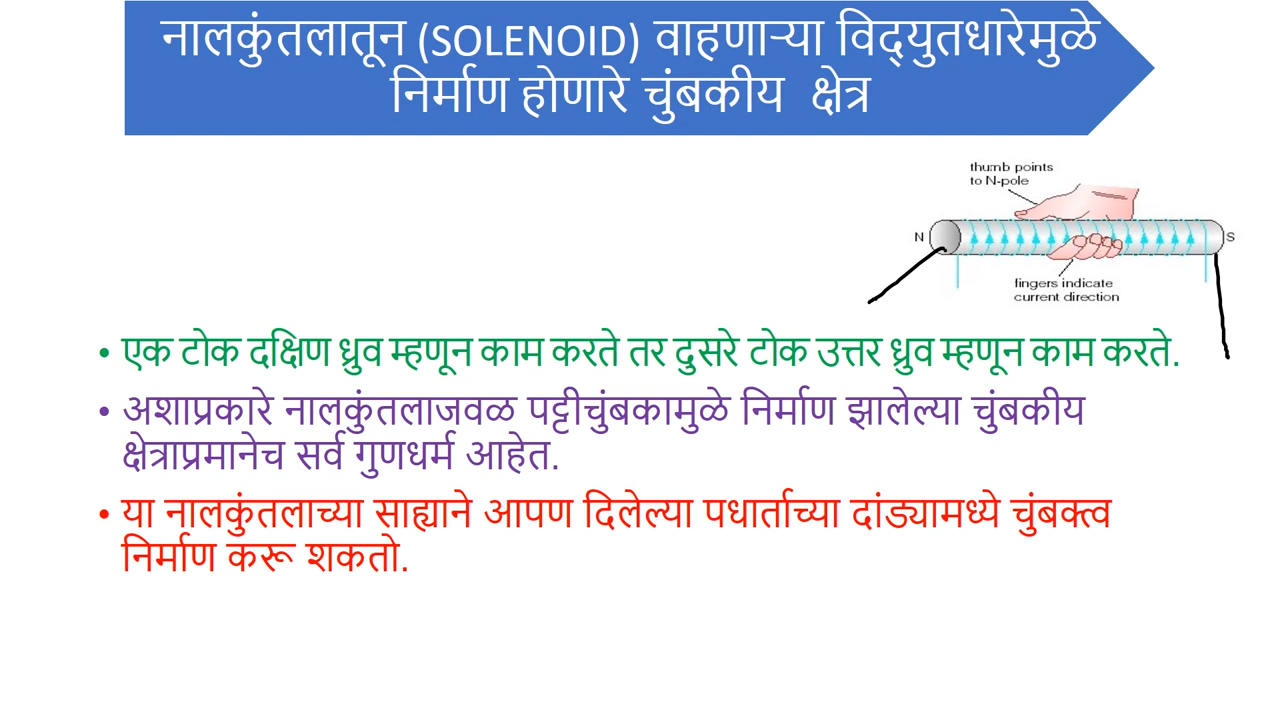 नालकुंतलातून (SOLENOID) वाहणाऱ्या विद्‌युतधारेमुळे
निर्माण होणारे चुंबकीय क्षेत्र
thumb points
to N-pole
N
S
fingers indicate
current direction
• एक टोक दक्षिण ध्रुव म्हणून काम करते तर दुसरे टोक उत्तर ध्रुव म्हणून काम करते.
• अशाप्रकारे नालकुंतलाजवळ पट्टीचुंबकामुळे निर्माण झालेल्या चुंबकीय
क्षेत्राप्रमानेच सर्व गुणधर्म आहेत.
• या नालकुंतलाच्या साह्याने आपण दिलेल्या पधार्ताच्या दांड्यामध्ये चुंबक्त्व
निर्माण करू शकतो.